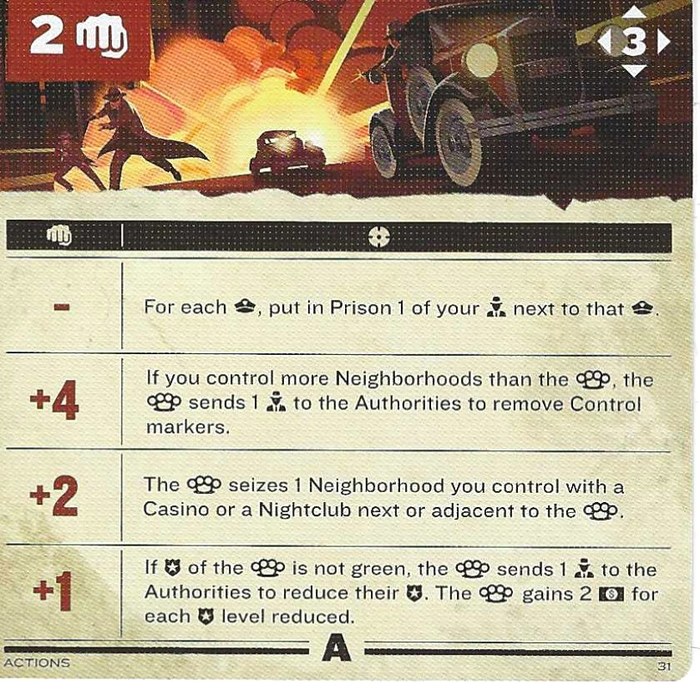 2
3
-
For each , put in Prison 1 of your next to that .
+4
If you control more Neighborhoods than the , the
sends 1 to the Authorities to remove Control
markers.
+2
The seizes 1 Neighborhood you control with a
Casino or a Nightclub next or adjacent to the .
+1
If of the is not green, the sends 1 to the
Authorities to reduce their . The gains 2 for
each level reduced.
A
ACTIONS
31